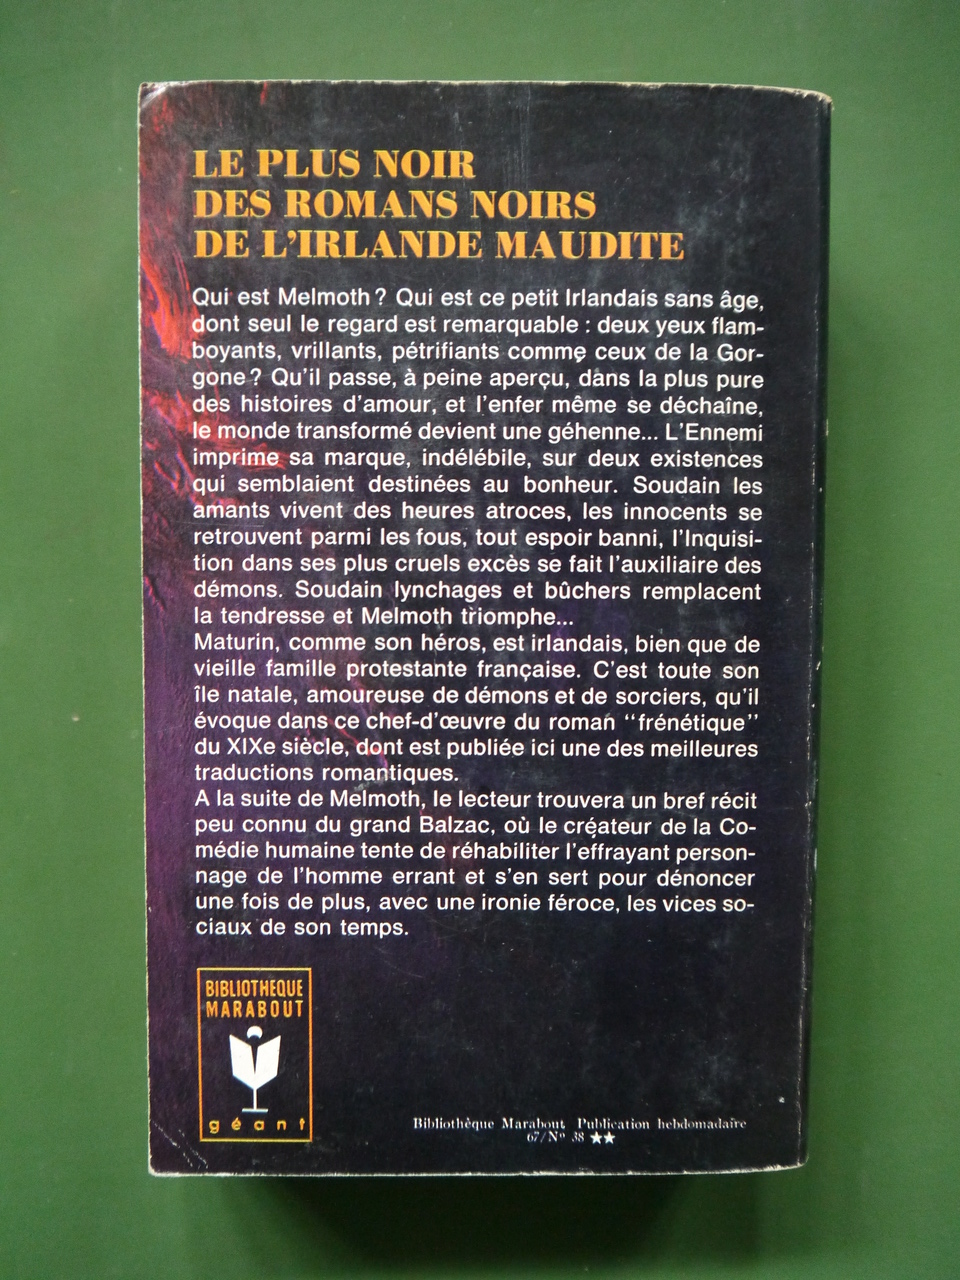 LE PLUS NOIR
DES ROMANS NOIRS
DE L'IRLANDE MAUDITE
Qui est Melmoth ? Qui est ce petit Irlandais sans âge,
dont seul le regard est remarquable : deux yeux flam-
boyants, vrillants, pétrifiants comme ceux de la Gor-
gone ? Qu'il passe, à peine aperçu, dans la plus pure
des histoires d'amour, et l'enfer même se déchaîne,
le monde transformé devient une géhenne... L'Ennemi
imprime sa marque, indélébile, sur deux existences
qui semblaient destinées au bonheur. Soudain les
amants vivent des heures atroces, les innocents se
retrouvent parmi les fous, tout espoir banni, l'Inquisi-
tion dans ses plus cruels excès se fait l'auxiliaire des
démons. Soudain lynchages et bûchers remplacent
la tendresse et Melmoth triomphe...
Maturin, comme son héros, est irlandais, bien que de
vieille famille protestante française. C'est toute son
île natale, amoureuse de démons et de sorciers, qu'il
évoque dans ce chef-d'œuvre du roman "frénétique"
du XIXe siècle, dont est publiée ici une des meilleures
traductions romantiques.
A la suite de Melmoth, le lecteur trouvera un bref récit
peu connu du grand Balzac, où le créateur de la Co-
médie humaine tente de réhabiliter l'effrayant person-
nage de l'homme errant et s'en sert pour dénoncer
une fois de plus, avec une ironie féroce, les vices so-
ciaux de son temps.
BIBLIOTHÈQUE
MARABOUT
géant
Bibliothèque Marabout Publication hebdomadaire
67/Nº 38 ★★